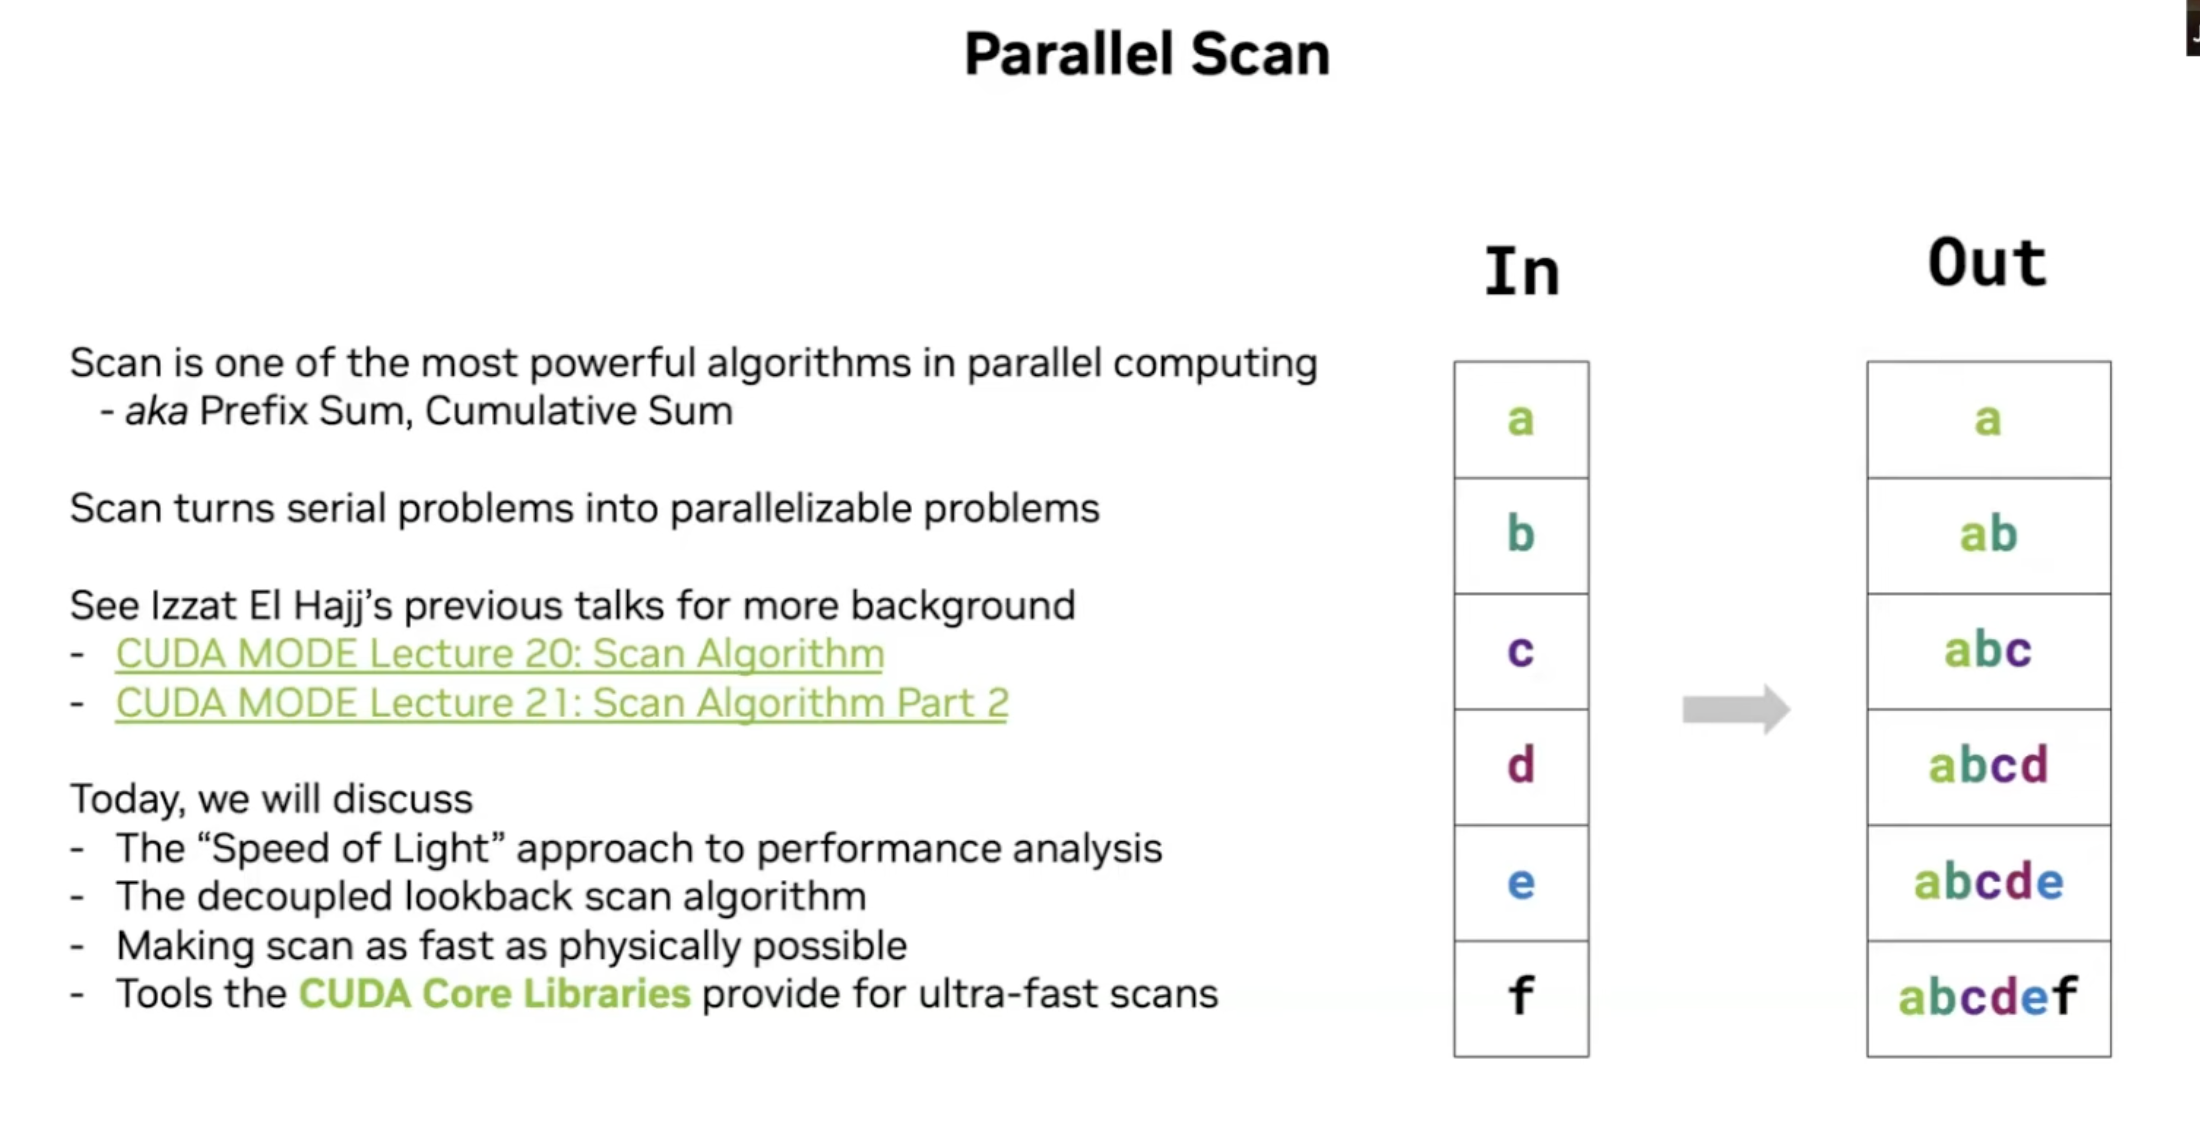 Parallel Scan
Scan is one of the most powerful algorithms in parallel computing
- aka Prefix Sum, Cumulative Sum
Scan turns serial problems into parallelizable problems
See Izzat El Hajj’s previous talks for more background
- CUDA MODE Lecture 20: Scan Algorithm
- CUDA MODE Lecture 21: Scan Algorithm Part 2
Today, we will discuss
- The “Speed of Light” approach to performance analysis
- The decoupled lookback scan algorithm
- Making scan as fast as physically possible
- Tools the CUDA Core Libraries provide for ultra-fast scans
In
a
b
c
d
e
f
Out
a
ab
abc
abcd
abcde
abcdef